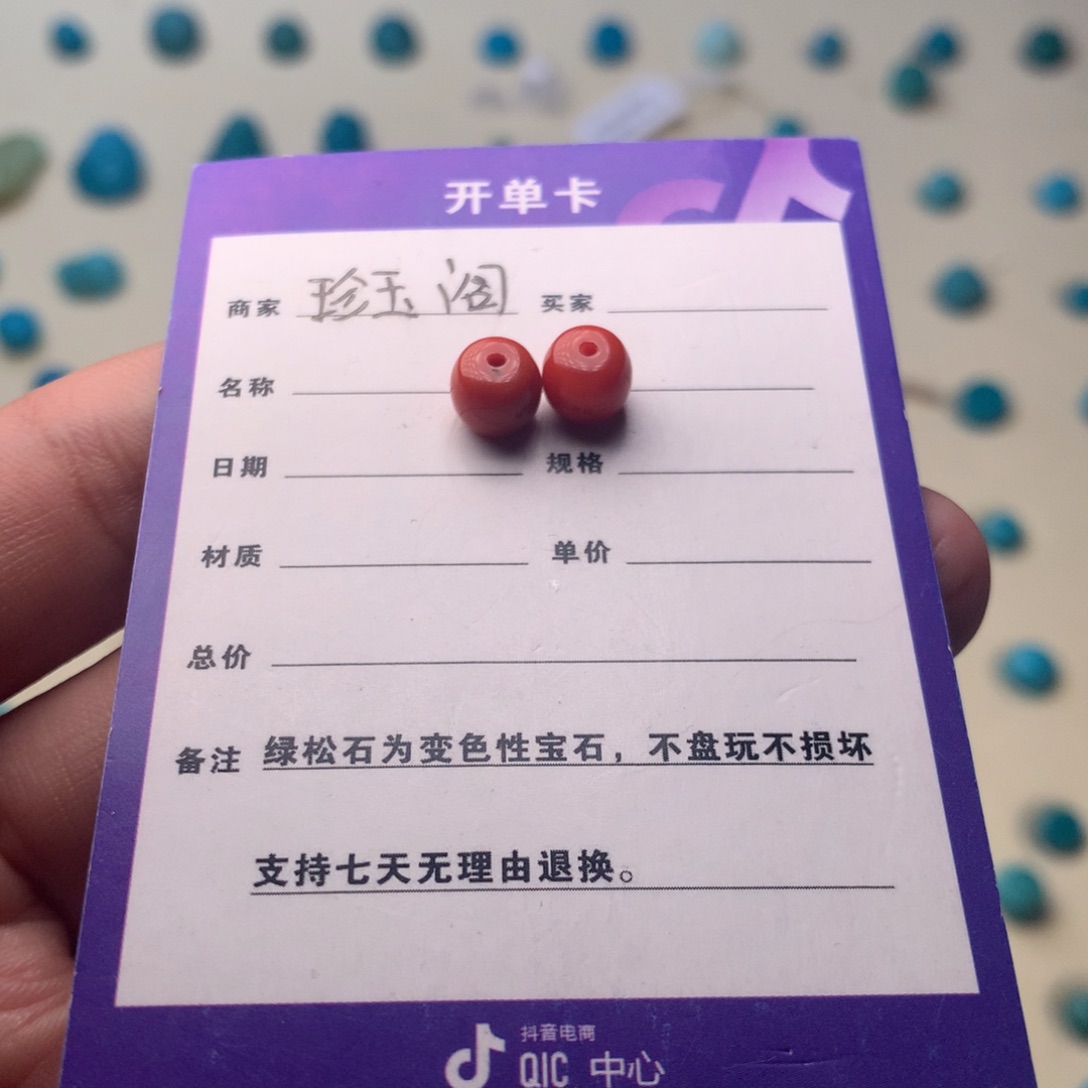 开单卡
商家 珍玉阁 买家
名称
日期 规格
材质 单价
总价
备注 绿松石为变色性宝石，不盘玩不损坏
支持七天无理由退换。
抖音电商
QIC 中心